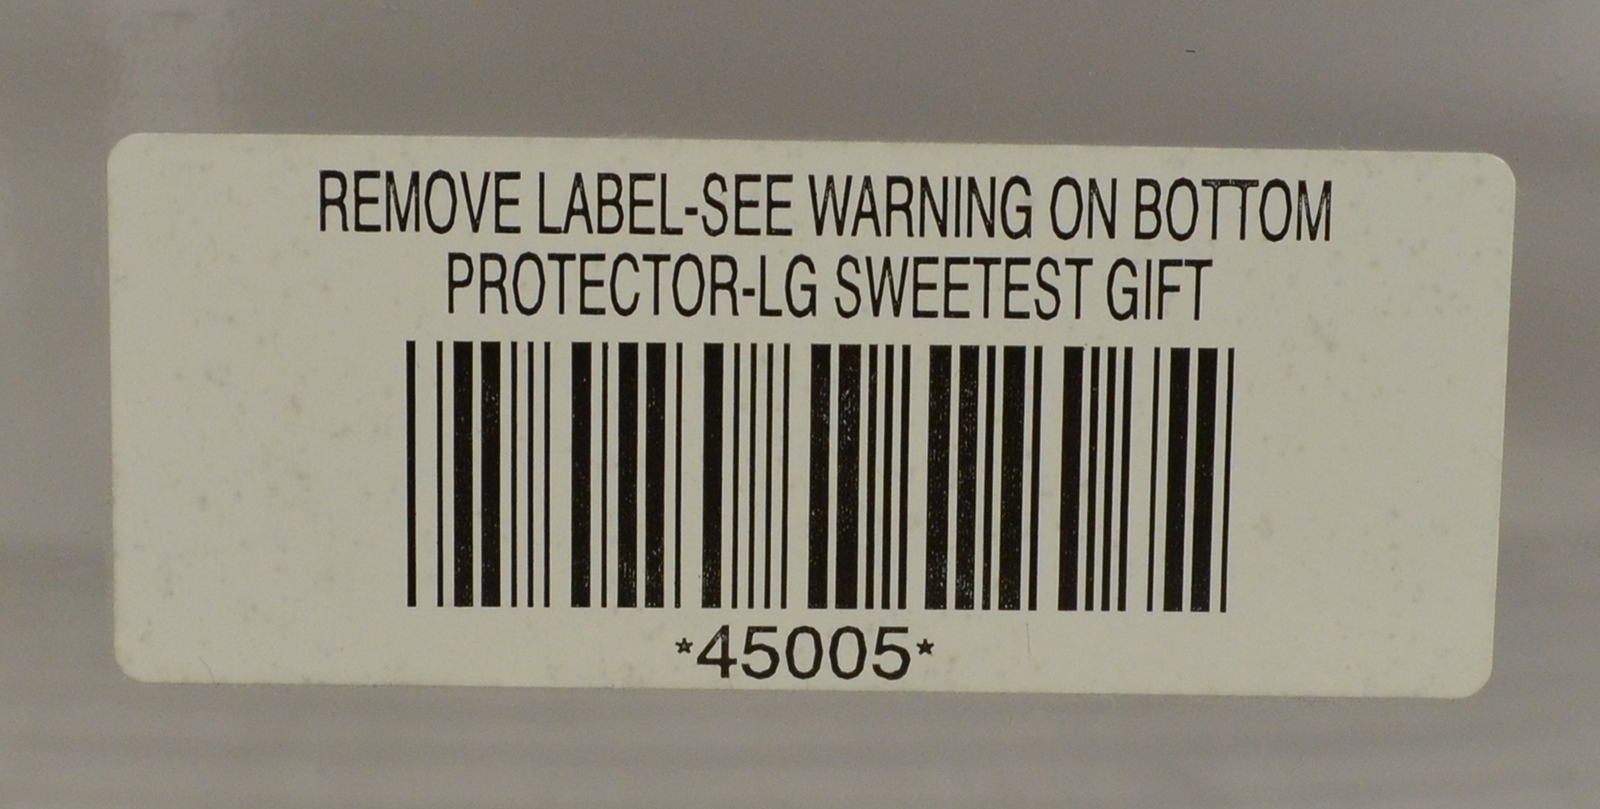 REMOVE LABEL-SEE WARNING ON BOTTOM
PROTECTOR-LG SWEETEST GIFT
*45005*